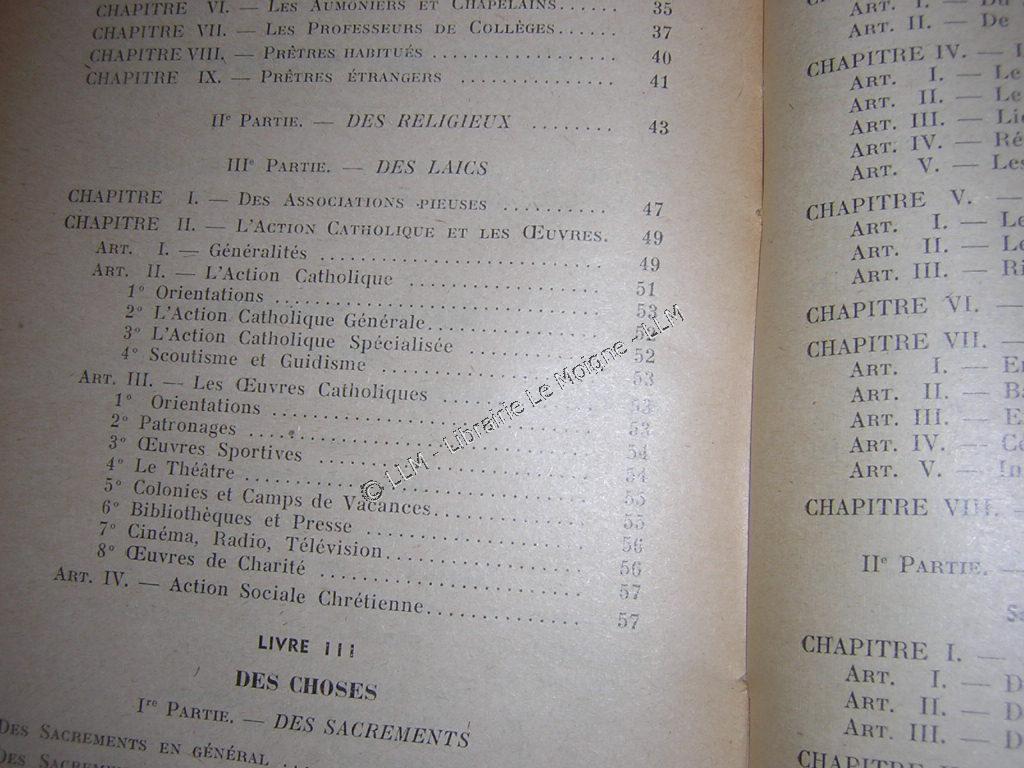 CHAPITRE VI. — LES AUMONIERS ET CHAPELAINS...... 35
CHAPITRE VII. — LES PROFESSEURS DE COLLÈGES...... 37
CHAPITRE VIII. — PRÊTRES HABITUÉS .................. 40
CHAPITRE IX. — PRÊTRES ÉTRANGERS ................ 41
IIe PARTIE. — DES RELIGIEUX ........ 43
IIIe PARTIE. — DES LAICS
CHAPITRE I. — DES ASSOCIATIONS PIEUSES .......... 47
CHAPITRE II. — L'ACTION CATHOLIQUE ET LES ŒUVRES. 49
ART. I. — Généralités ........................... 49
ART. II. — L'Action Catholique .................. 51
1° Orientations ............................. 53
2° L'Action Catholique Générale............... 52
3° L'Action Catholique Spécialisée ............ 52
4° Scoutisme et Guidisme ..................... 53
ART. III. — Les Œuvres Catholiques .............. 53
1° Orientations ............................. 53
2° Patronages ............................... 54
3° Œuvres Sportives ......................... 54
4° Le Théâtre ............................... 55
5° Colonies et Camps de Vacances.............. 55
6° Bibliothèques et Presse ................... 56
7° Cinéma, Radio, Télévision................. 56
8° Œuvres de Charité ........................ 57
ART. IV. — Action Sociale Chrétienne............. 57
LIVRE III
DES CHOSES
Ire PARTIE. — DES SACREMENTS
DES SACREMENTS EN GÉNÉRAL ....
© LLM - Librairie Le Moigne - LLM
ART. I. — Du
ART. II. — De
CHAPITRE IV. —
ART. I. — Le
ART. II. — Le
ART. III. —
ART. IV. — Ré
ART. V. — Les
CHAPITRE V. —
ART. I. — Le
ART. II. —
ART. III. — Ri
CHAPITRE VI. —
CHAPITRE VII. —
ART. I. —
ART. II. — Ba
ART. III. — E
ART. IV. —
ART. V. — In
CHAPITRE VIII. —
IIe PARTIE. —
CHAPITRE I. —
ART. I. — D
ART. II. — D
ART. III. — D